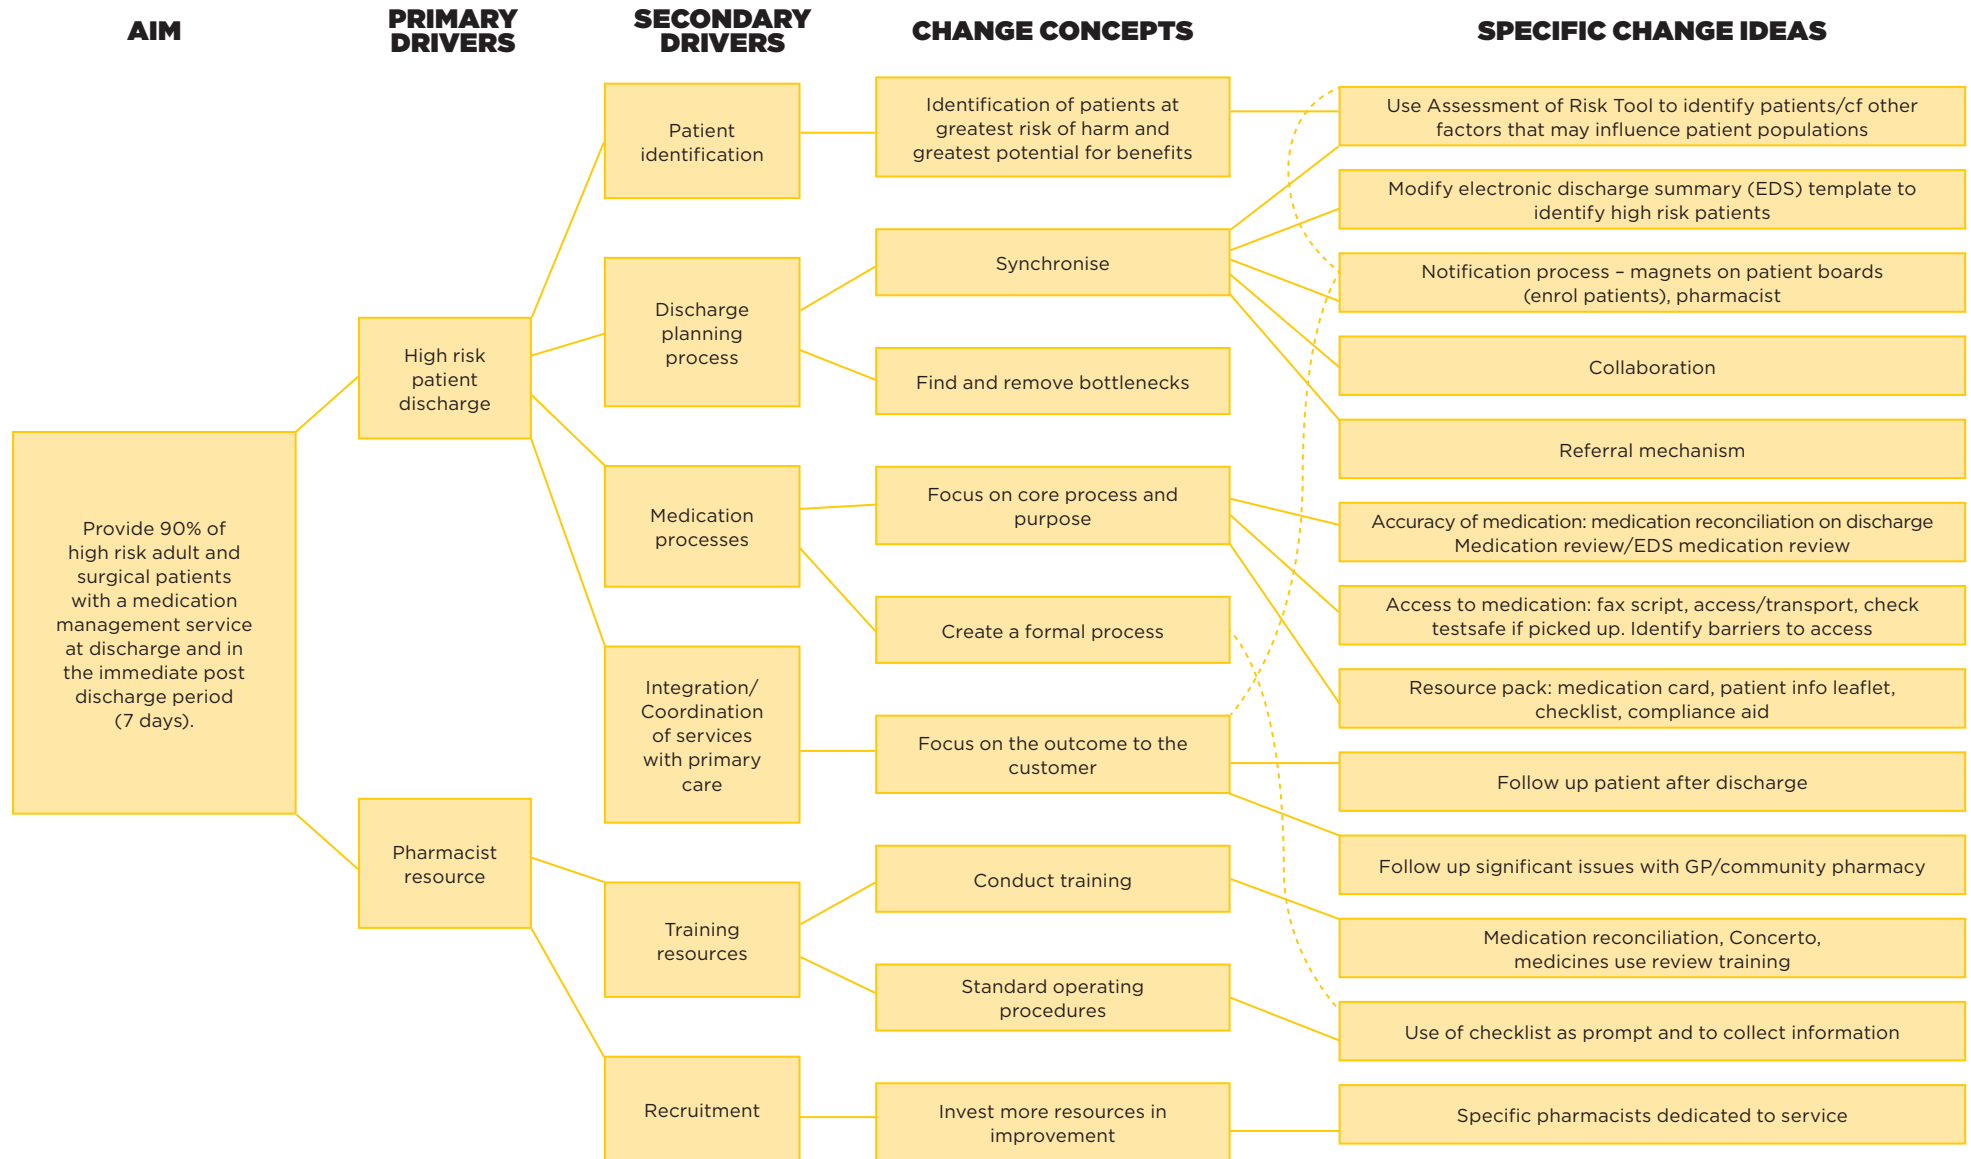 AIM
PRIMARY
DRIVERS
SECONDARY
DRIVERS
CHANGE CONCEPTS
SPECIFIC CHANGE IDEAS
Provide 90% of
high risk adult and
surgical patients
with a medication
management service
at discharge and in
the immediate post
discharge period
(7 days).
High risk
patient
discharge
Pharmacist
resource
Patient
identification
Discharge
planning
process
Medication
processes
Integration/
Coordination
of services
with primary
care
Training
resources
Recruitment
Identification of patients at
greatest risk of harm and
greatest potential for benefits
Synchronise
Find and remove bottlenecks
Focus on core process and
purpose
Create a formal process
Focus on the outcome to the
customer
Conduct training
Standard operating
procedures
Invest more resources in
improvement
Use Assessment of Risk Tool to identify patients/cf other
factors that may influence patient populations
Modify electronic discharge summary (EDS) template to
identify high risk patients
Notification process – magnets on patient boards
(enrol patients), pharmacist
Collaboration
Referral mechanism
Accuracy of medication: medication reconciliation on discharge
Medication review/EDS medication review
Access to medication: fax script, access/transport, check
testsafe if picked up. Identify barriers to access
Resource pack: medication card, patient info leaflet,
checklist, compliance aid
Follow up patient after discharge
Follow up significant issues with GP/community pharmacy
Medication reconciliation, Concerto,
medicines use review training
Use of checklist as prompt and to collect information
Specific pharmacists dedicated to service